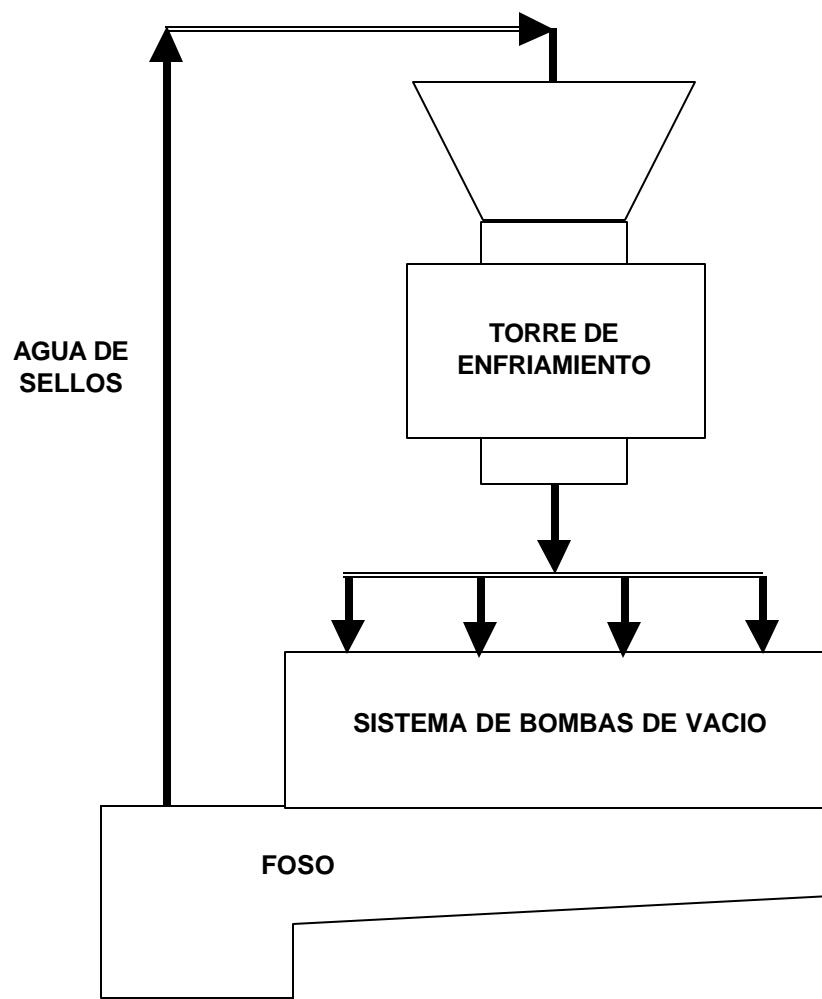 TORRE DE
ENFRIAMIENTO
AGUA DE
SELLOS
SISTEMA DE BOMBAS DE VACIO
FOSO